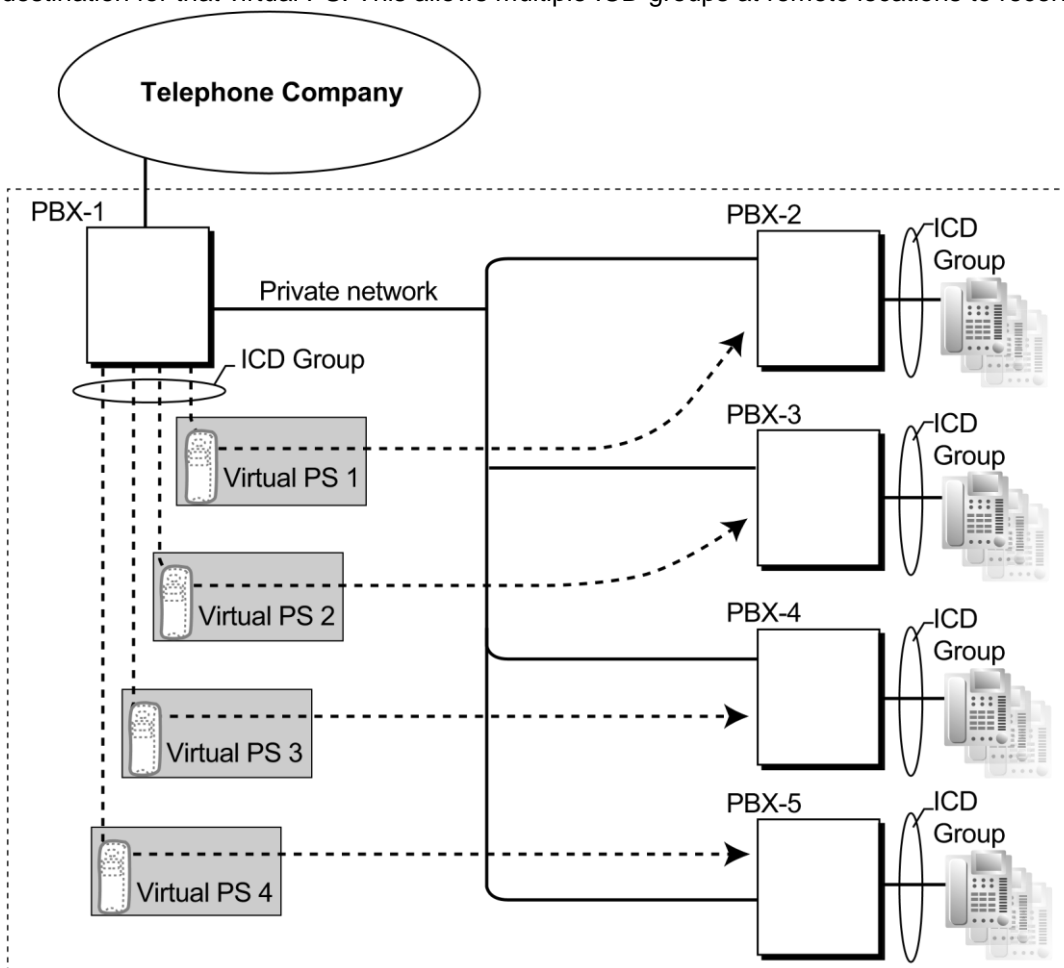 destination for that virtual PS. This allows multiple ICD groups at remote locations to
Telephone Company
PBX-1
PBX-2
ICD
Group
Private network
ICD Group
PBX-3
ICD
Group
Virtual PS 1
Virtual PS 2
PBX-4
ICD
Group
Virtual PS 3
PBX-5
ICD
Group
Virtual PS 4